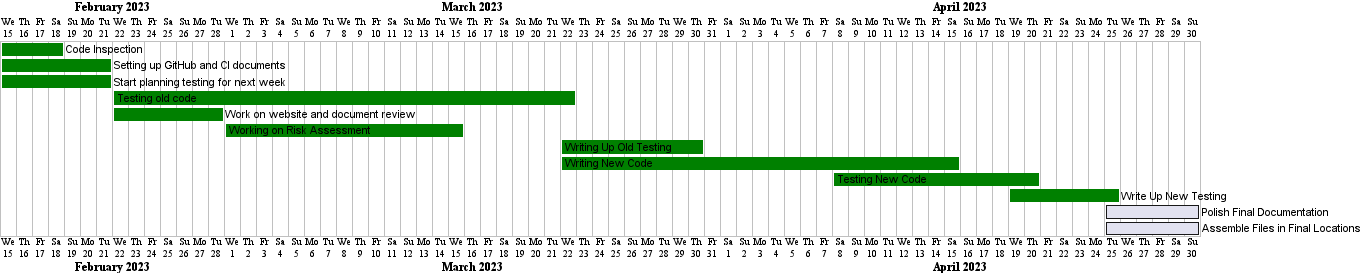 February 2023 March 2023 April 2023
We Th Fr Sa Su Mo Tu We Th Fr Sa Su Mo Tu We Th Fr Sa Su Mo Tu We Th Fr Sa Su Mo Tu We Th Fr Sa Su Mo Tu We Th Fr Sa Su Mo Tu We Th Fr Sa Su Mo Tu We Th Fr Sa Su Mo Tu We Th Fr Sa Su Mo Tu We Th Fr Sa Su Mo Tu We Th Fr Sa Su
15 16 17 18 19 20 21 22 23 24 25 26 27 28 1 2 3 4 5 6 7 8 9 10 11 12 13 14 15 16 17 18 19 20 21 22 23 24 25 26 27 28 29 30 31 1 2 3 4 5 6 7 8 9 10 11 12 13 14 15 16 17 18 19 20 21 22 23 24 25 26 27 28 29 30
Code Inspection
Setting up GitHub and CI documents
Start planning testing for next week
Testing old code
Work on website and document review
Working on Risk Assessment
Writing Up Old Testing
Writing New Code
Testing New Code
Write Up New Testing
Polish Final Documentation
Assemble Files in Final Locations
We Th Fr Sa Su Mo Tu We Th Fr Sa Su Mo Tu We Th Fr Sa Su Mo Tu We Th Fr Sa Su Mo Tu We Th Fr Sa Su Mo Tu We Th Fr Sa Su Mo Tu We Th Fr Sa Su Mo Tu We Th Fr Sa Su Mo Tu We Th Fr Sa Su Mo Tu We Th Fr Sa Su Mo Tu We Th Fr Sa Su
15 16 17 18 19 20 21 22 23 24 25 26 27 28 1 2 3 4 5 6 7 8 9 10 11 12 13 14 15 16 17 18 19 20 21 22 23 24 25 26 27 28 29 30 31 1 2 3 4 5 6 7 8 9 10 11 12 13 14 15 16 17 18 19 20 21 22 23 24 25 26 27 28 29 30
February 2023 March 2023 April 2023